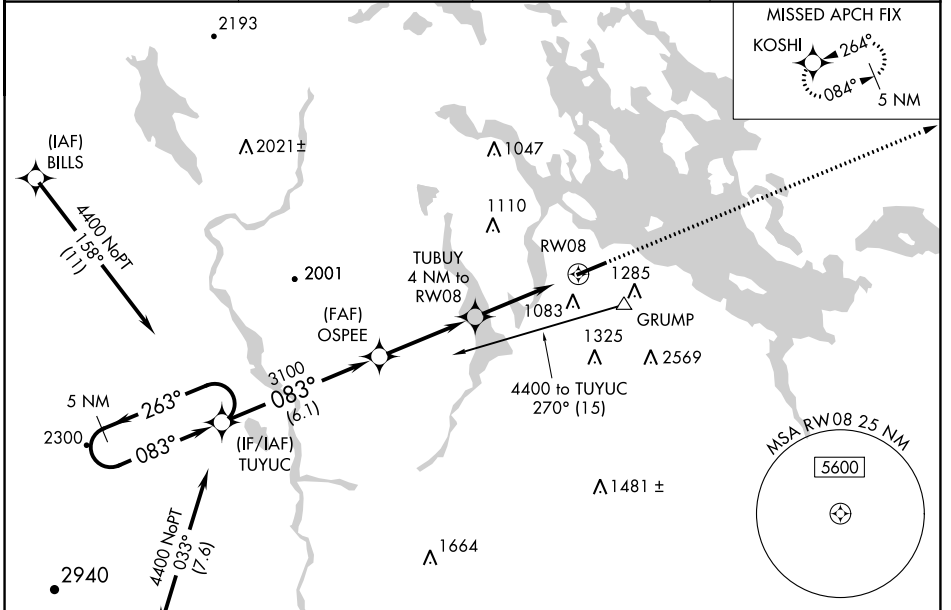 2193
MISSED APCH FIX
KOSHI
264°
084°
5 NM
(IAF)
BILLS
2021±
1047
4400 NoPT
158°
(11)
1110
RW08
2001
TUBUY
4 NM to
RW08
1285
1083
GRUMP
(FAF)
OSPEE
1325
2569
3100
083°
(6.1)
4400 to TUYUC
270° (15)
5 NM
263°
2300
083°
(IF/IAF)
TUYUC
MSA RW08 25 NM
5600
1481 ±
4400 NoPT
033°
(7.6)
1664
2940